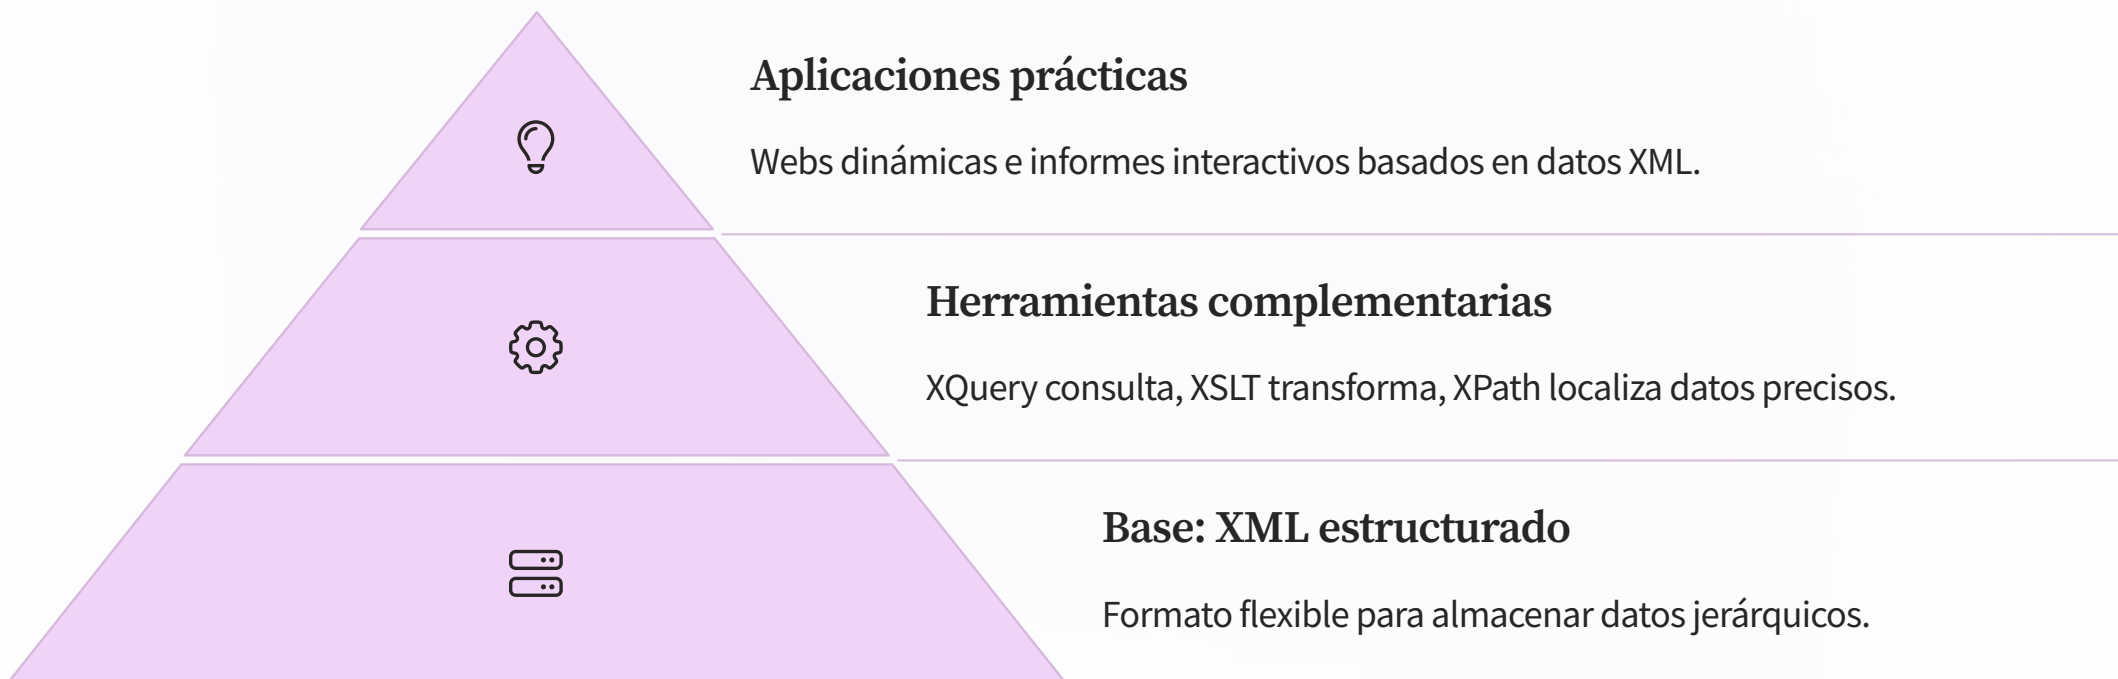 Aplicaciones prácticas
Webs dinámicas e informes interactivos basados en datos XML.
Herramientas complementarias
XQuery consulta, XSLT transforma, XPath localiza datos precisos.
Base: XML estructurado
Formato flexible para almacenar datos jerárquicos.